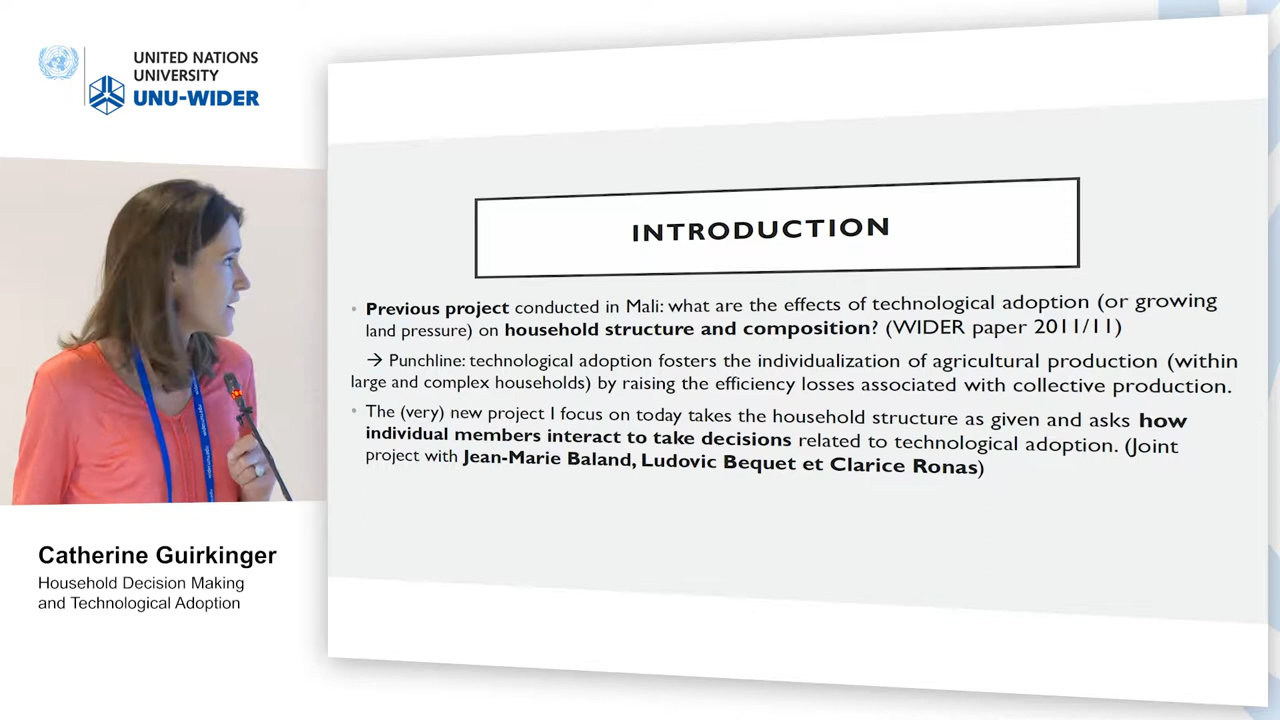 UNITED NATIONS
UNIVERSITY
UNU-WIDER
INTRODUCTION
• Previous project conducted in Mali: what are the effects of technological adoption (or growing
land pressure) on household structure and composition? (WIDER paper 2011/11)
→ Punchline: technological adoption fosters the individualization of agricultural production (within
large and complex households) by raising the efficiency losses associated with collective production.
• The (very) new project I focus on today takes the household structure as given and asks how
individual members interact to take decisions related to technological adoption. (Joint
project with Jean-Marie Baland, Ludovic Bequet et Clarice Ronas)
Catherine Guirkinger
Household Decision Making
and Technological Adoption